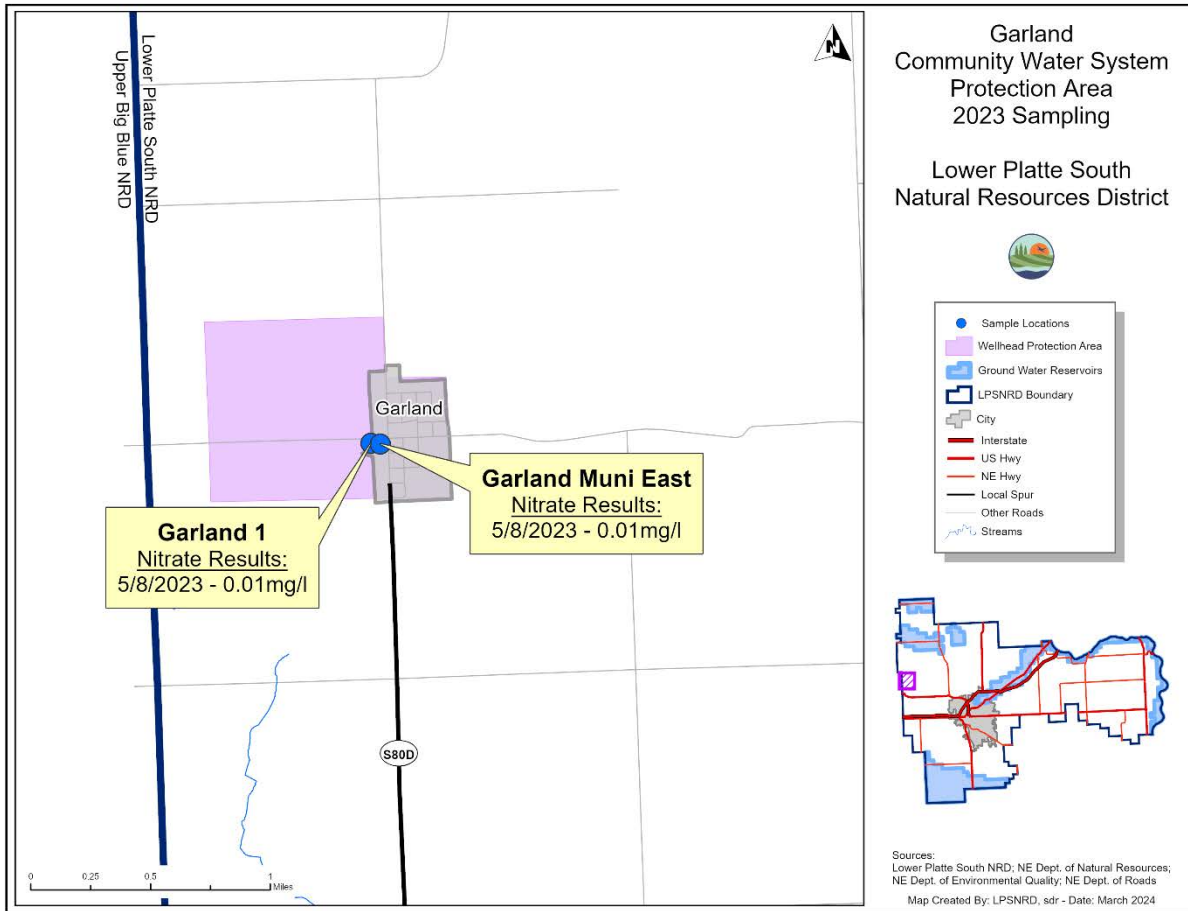 Garland
Community Water System
Protection Area
2023 Sampling
Lower Platte South
Natural Resources District
Lower Platte South NRD
Upper Big Blue NRD
N
Garland
Garland Muni East
Nitrate Results:
5/8/2023 - 0.01mg/l
Garland 1
Nitrate Results:
5/8/2023 - 0.01mg/l
S80D
0 0.25 0.5 1
Miles
Sample Locations
Wellhead Protection Area
Ground Water Reservoirs
LPSNRD Boundary
City
Interstate
US Hwy
NE Hwy
Local Spur
Other Roads
Streams
Sources:
Lower Platte South NRD; NE Dept. of Natural Resources;
NE Dept. of Environmental Quality; NE Dept. of Roads
Map Created By: LPSNRD, sdr - Date: March 2024